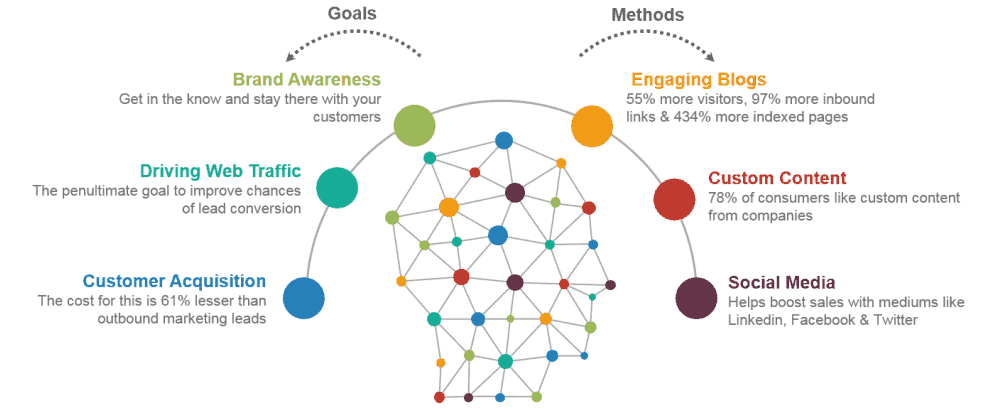 Goals
Methods
Brand Awareness
Get in the know and stay there with your
customers
Driving Web Traffic
The penultimate goal to improve chances
of lead conversion
Customer Acquisition
The cost for this is 61% lesser than
outbound marketing leads
Engaging Blogs
55% more visitors, 97% more inbound
links & 434% more indexed pages
Custom Content
78% of consumers like custom content
from companies
Social Media
Helps boost sales with mediums like
Linkedin, Facebook & Twitter